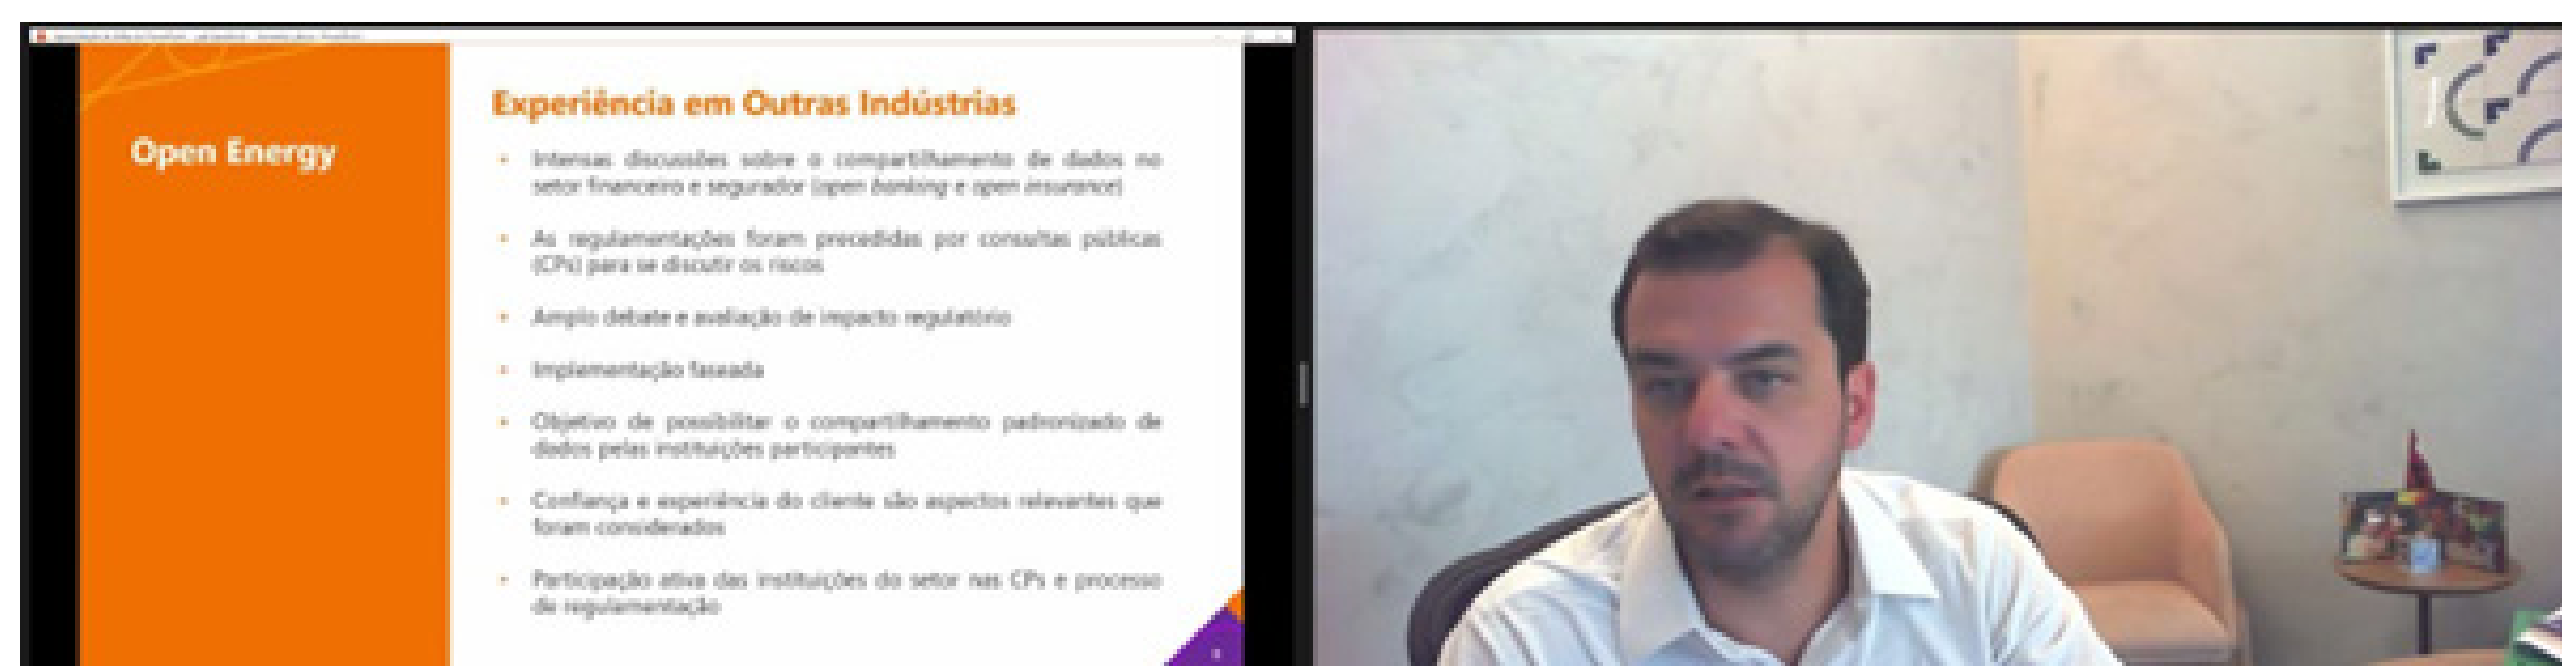 Open Energy
Experiência em Outras Indústrias
• Intensas discussões sobre o compartilhamento de dados no
setor financeiro e segurador (open banking e open insurance)
• As regulamentações foram precedidas por consultas públicas
(CPs) para se discutir os riscos
• Amplo debate e avaliação de impacto regulatório
• Implementação faseada
• Objetivo de possibilitar o compartilhamento padronizado de
dados pelas instituições participantes
• Confiança e experiência do cliente são aspectos relevantes que
foram considerados
• Participação ativa das instituições do setor nas CPs e processo
de regulamentação